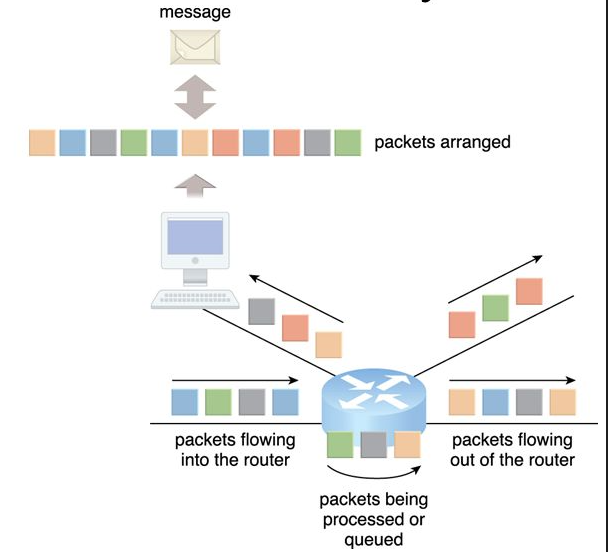 message
packets arranged
packets flowing
into the router
packets flowing
out of the router
packets being
processed or
queued